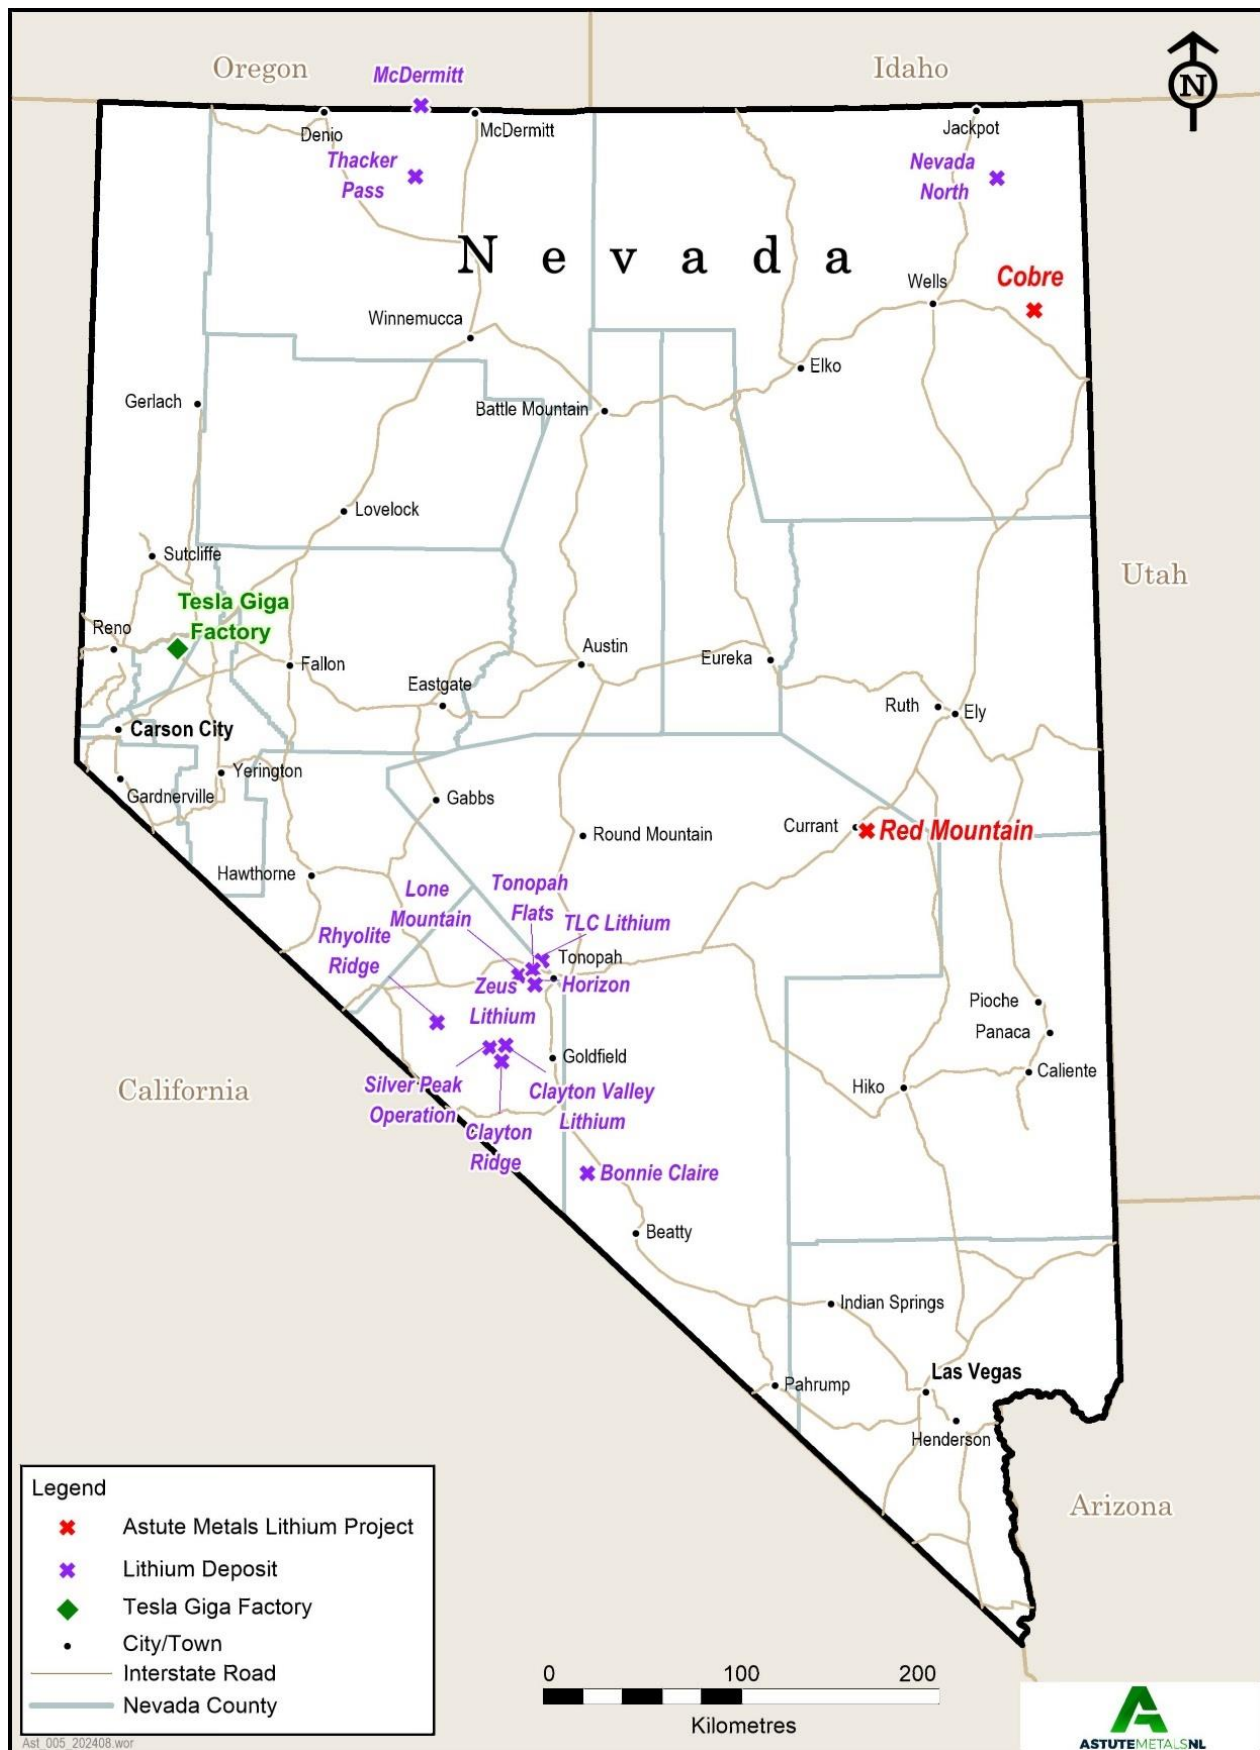 Oregon
Idaho
McDermitt
N
Denio
McDermitt
Jackpot
Thacker
Pass
Nevada
North
Nevada
Cobre
Wells
Winnemucca
Elko
Gerlach
Battle Mountain
Lovelock
Sutcliffe
Utah
Tesla Giga
Factory
Reno
Austin
Eureka
Fallon
Eastgate
Ruth
Ely
Carson City
Yerington
Gardnerville
Gabbs
Currant
Red Mountain
Round Mountain
Hawthorne
Lone
Mountain
Tonopah
Flats
TLC Lithium
Rhyolite
Ridge
Tonopah
Zeus
Lithium
Horizon
Pioche
Panaca
Goldfield
Caliente
Hiko
California
Silver Peak
Operation
Clayton Valley
Lithium
Clayton
Ridge
Bonnie Claire
Beatty
Indian Springs
Las Vegas
Pahrump
Henderson
Arizona
Legend
Astute Metals Lithium Project
Lithium Deposit
Tesla Giga Factory
City/Town
Interstate Road
Nevada County
Ast_005_202408.wor
0 100 200
Kilometres
ASTUTEMETALSNL